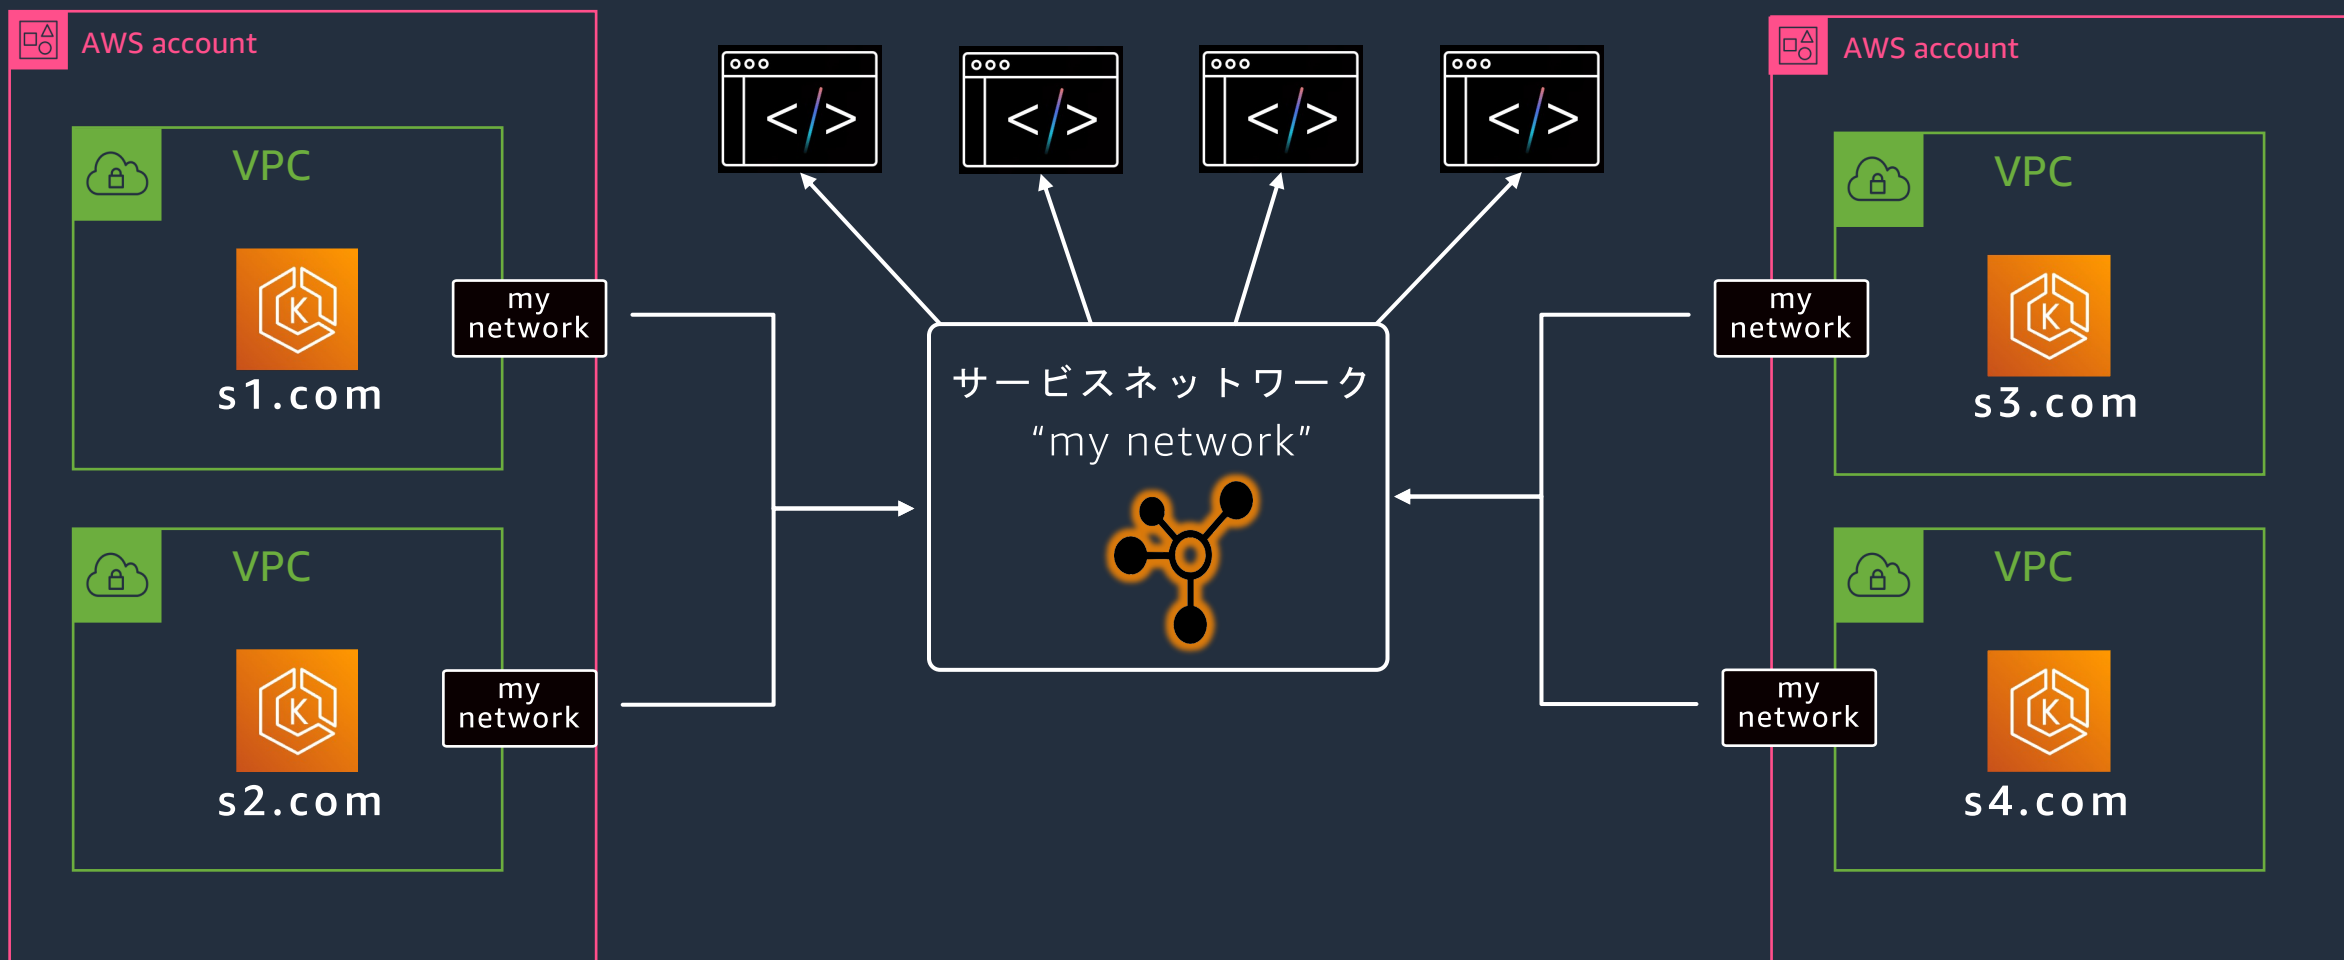 AWS account
VPC
s1.com
my
network
VPC
s2.com
my
network
</>
</>
</>
</>
サービスネットワーク
“my network”
AWS account
VPC
my
network
s3.com
VPC
my
network
s4.com